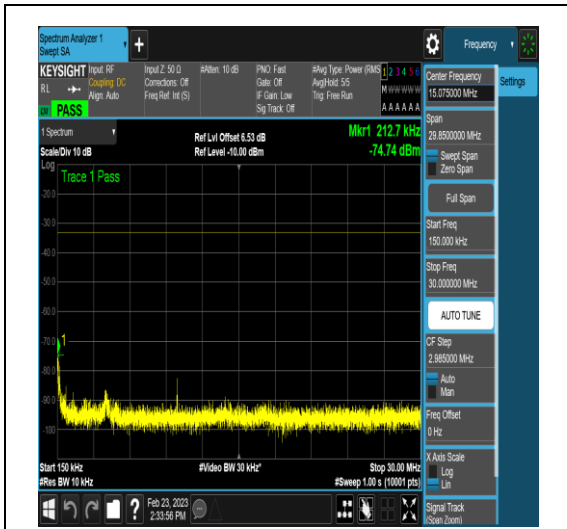 Spectrum Analyzer 1
Swept SA
+
Frequency
KEYSIGHT
RL
PASS
Input: RF
Coupling: DC
Align: Auto
Input Z: 50 Ω
Corrections: Off
Freq Ref: Int (S)
#Atten: 10 dB
PNO: Fast
Gate: Off
IF Gain: Low
Sig Track: Off
#Avg Type: Power (RMS
Avg|Hold: 5/5
Trig: Free Run
1 2 3 4 5 6
M W W W W W
A A A A A A
Center Frequency
15.075000 MHz
Settings
Span
29.8500000 MHz
Swept Span
Zero Span
Full Span
Start Freq
150.000 kHz
Stop Freq
30.000000 MHz
AUTO TUNE
CF Step
2.985000 MHz
Auto
Man
Freq Offset
0 Hz
X Axis Scale
Log
Lin
Signal Track
(Span Zoom)
1 Spectrum
Scale/Div 10 dB
Ref Lvl Offset 6.53 dB
Ref Level -10.00 dBm
Mkr1 212.7 kHz
-74.74 dBm
Log
Trace 1 Pass
-20.0
-30.0
-40.0
-50.0
-60.0
-70.0
1
-80.0
-90.0
-100
Start 150 kHz
#Res BW 10 kHz
#Video BW 30 kHz*
Stop 30.00 MHz
#Sweep 1.00 s (10001 pts)
?
Feb 23, 2023
2:33:56 PM